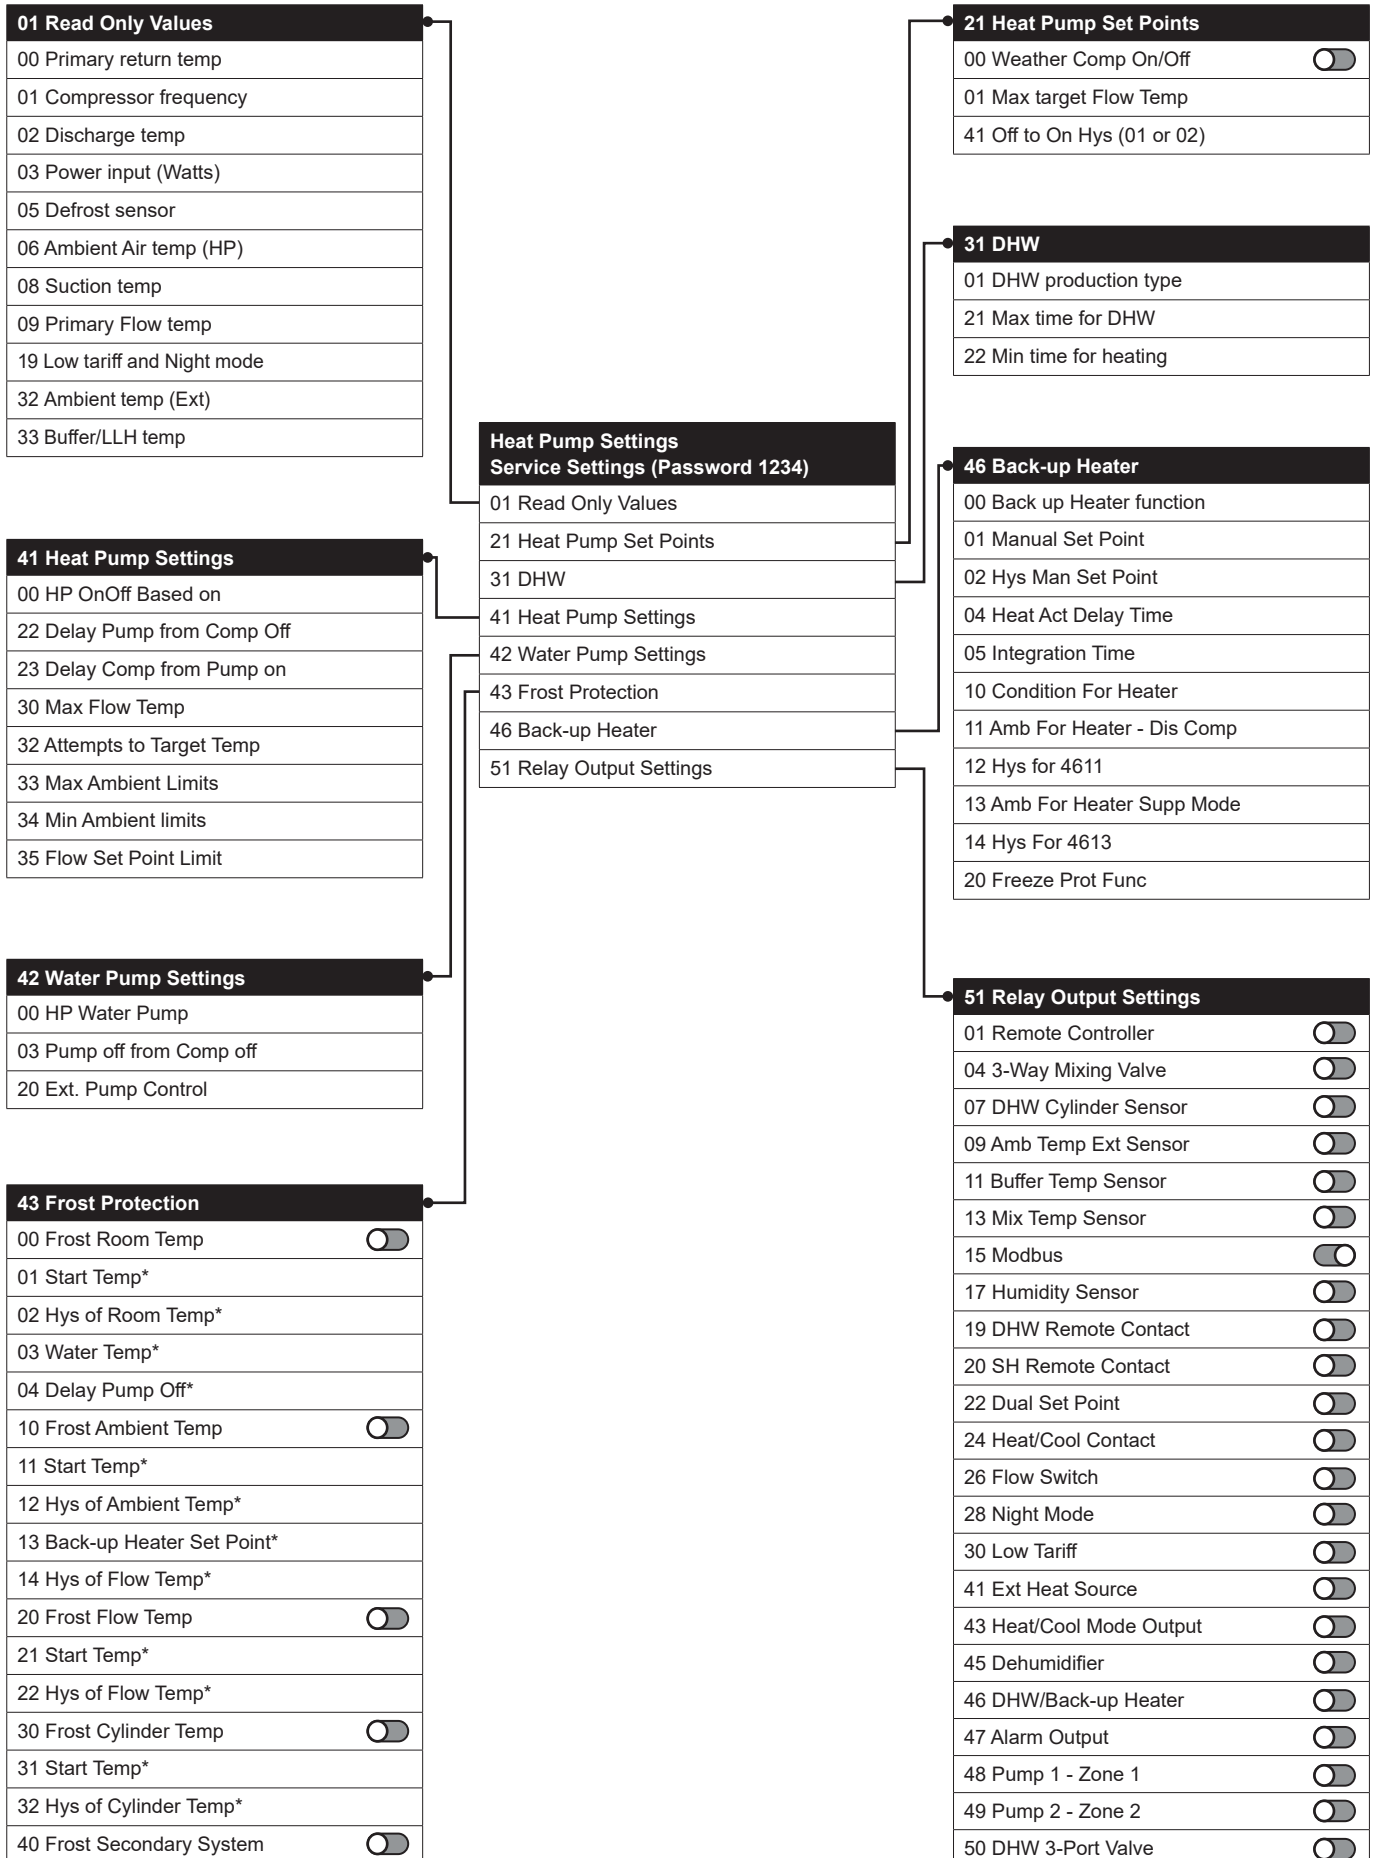 01 Read Only Values
00 Primary return temp
01 Compressor frequency
02 Discharge temp
03 Power input (Watts)
05 Defrost sensor
06 Ambient Air temp (HP)
08 Suction temp
09 Primary Flow temp
19 Low tariff and Night mode
32 Ambient temp (Ext)
33 Buffer/LLH temp
41 Heat Pump Settings
00 HP OnOff Based on
22 Delay Pump from Comp Off
23 Delay Comp from Pump on
30 Max Flow Temp
32 Attempts to Target Temp
33 Max Ambient Limits
34 Min Ambient limits
35 Flow Set Point Limit
42 Water Pump Settings
00 HP Water Pump
03 Pump off from Comp off
20 Ext. Pump Control
43 Frost Protection
00 Frost Room Temp
01 Start Temp*
02 Hys of Room Temp*
03 Water Temp*
04 Delay Pump Off*
10 Frost Ambient Temp
11 Start Temp*
12 Hys of Ambient Temp*
13 Back-up Heater Set Point*
14 Hys of Flow Temp*
20 Frost Flow Temp
21 Start Temp*
22 Hys of Flow Temp*
30 Frost Cylinder Temp
31 Start Temp*
32 Hys of Cylinder Temp*
40 Frost Secondary System
Heat Pump Settings
Service Settings (Password 1234)
01 Read Only Values
21 Heat Pump Set Points
31 DHW
41 Heat Pump Settings
42 Water Pump Settings
43 Frost Protection
46 Back-up Heater
51 Relay Output Settings
21 Heat Pump Set Points
00 Weather Comp On/Off
01 Max target Flow Temp
41 Off to On Hys (01 or 02)
31 DHW
01 DHW production type
21 Max time for DHW
22 Min time for heating
46 Back-up Heater
00 Back up Heater function
01 Manual Set Point
02 Hys Man Set Point
04 Heat Act Delay Time
05 Integration Time
10 Condition For Heater
11 Amb For Heater - Dis Comp
12 Hys for 4611
13 Amb For Heater Supp Mode
14 Hys For 4613
20 Freeze Prot Func
51 Relay Output Settings
01 Remote Controller
04 3-Way Mixing Valve
07 DHW Cylinder Sensor
09 Amb Temp Ext Sensor
11 Buffer Temp Sensor
13 Mix Temp Sensor
15 Modbus
17 Humidity Sensor
19 DHW Remote Contact
20 SH Remote Contact
22 Dual Set Point
24 Heat/Cool Contact
26 Flow Switch
28 Night Mode
30 Low Tariff
41 Ext Heat Source
43 Heat/Cool Mode Output
45 Dehumidifier
46 DHW/Back-up Heater
47 Alarm Output
48 Pump 1 - Zone 1
49 Pump 2 - Zone 2
50 DHW 3-Port Valve